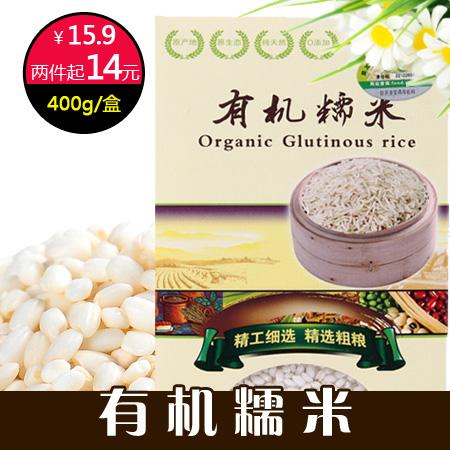 ￥15.9
两件起14元
400g/盒
原产地 原生态 纯天然 0添加
有机糯米
Organic Glutinous rice
精工细选 精选粗粮
有机糯米